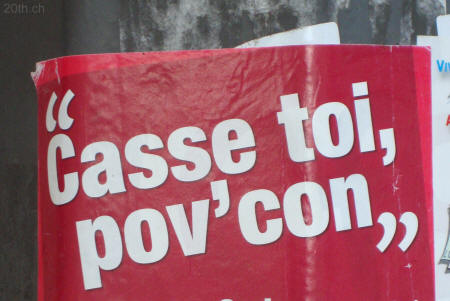 20th.ch
“Casse toi,
pov'con„